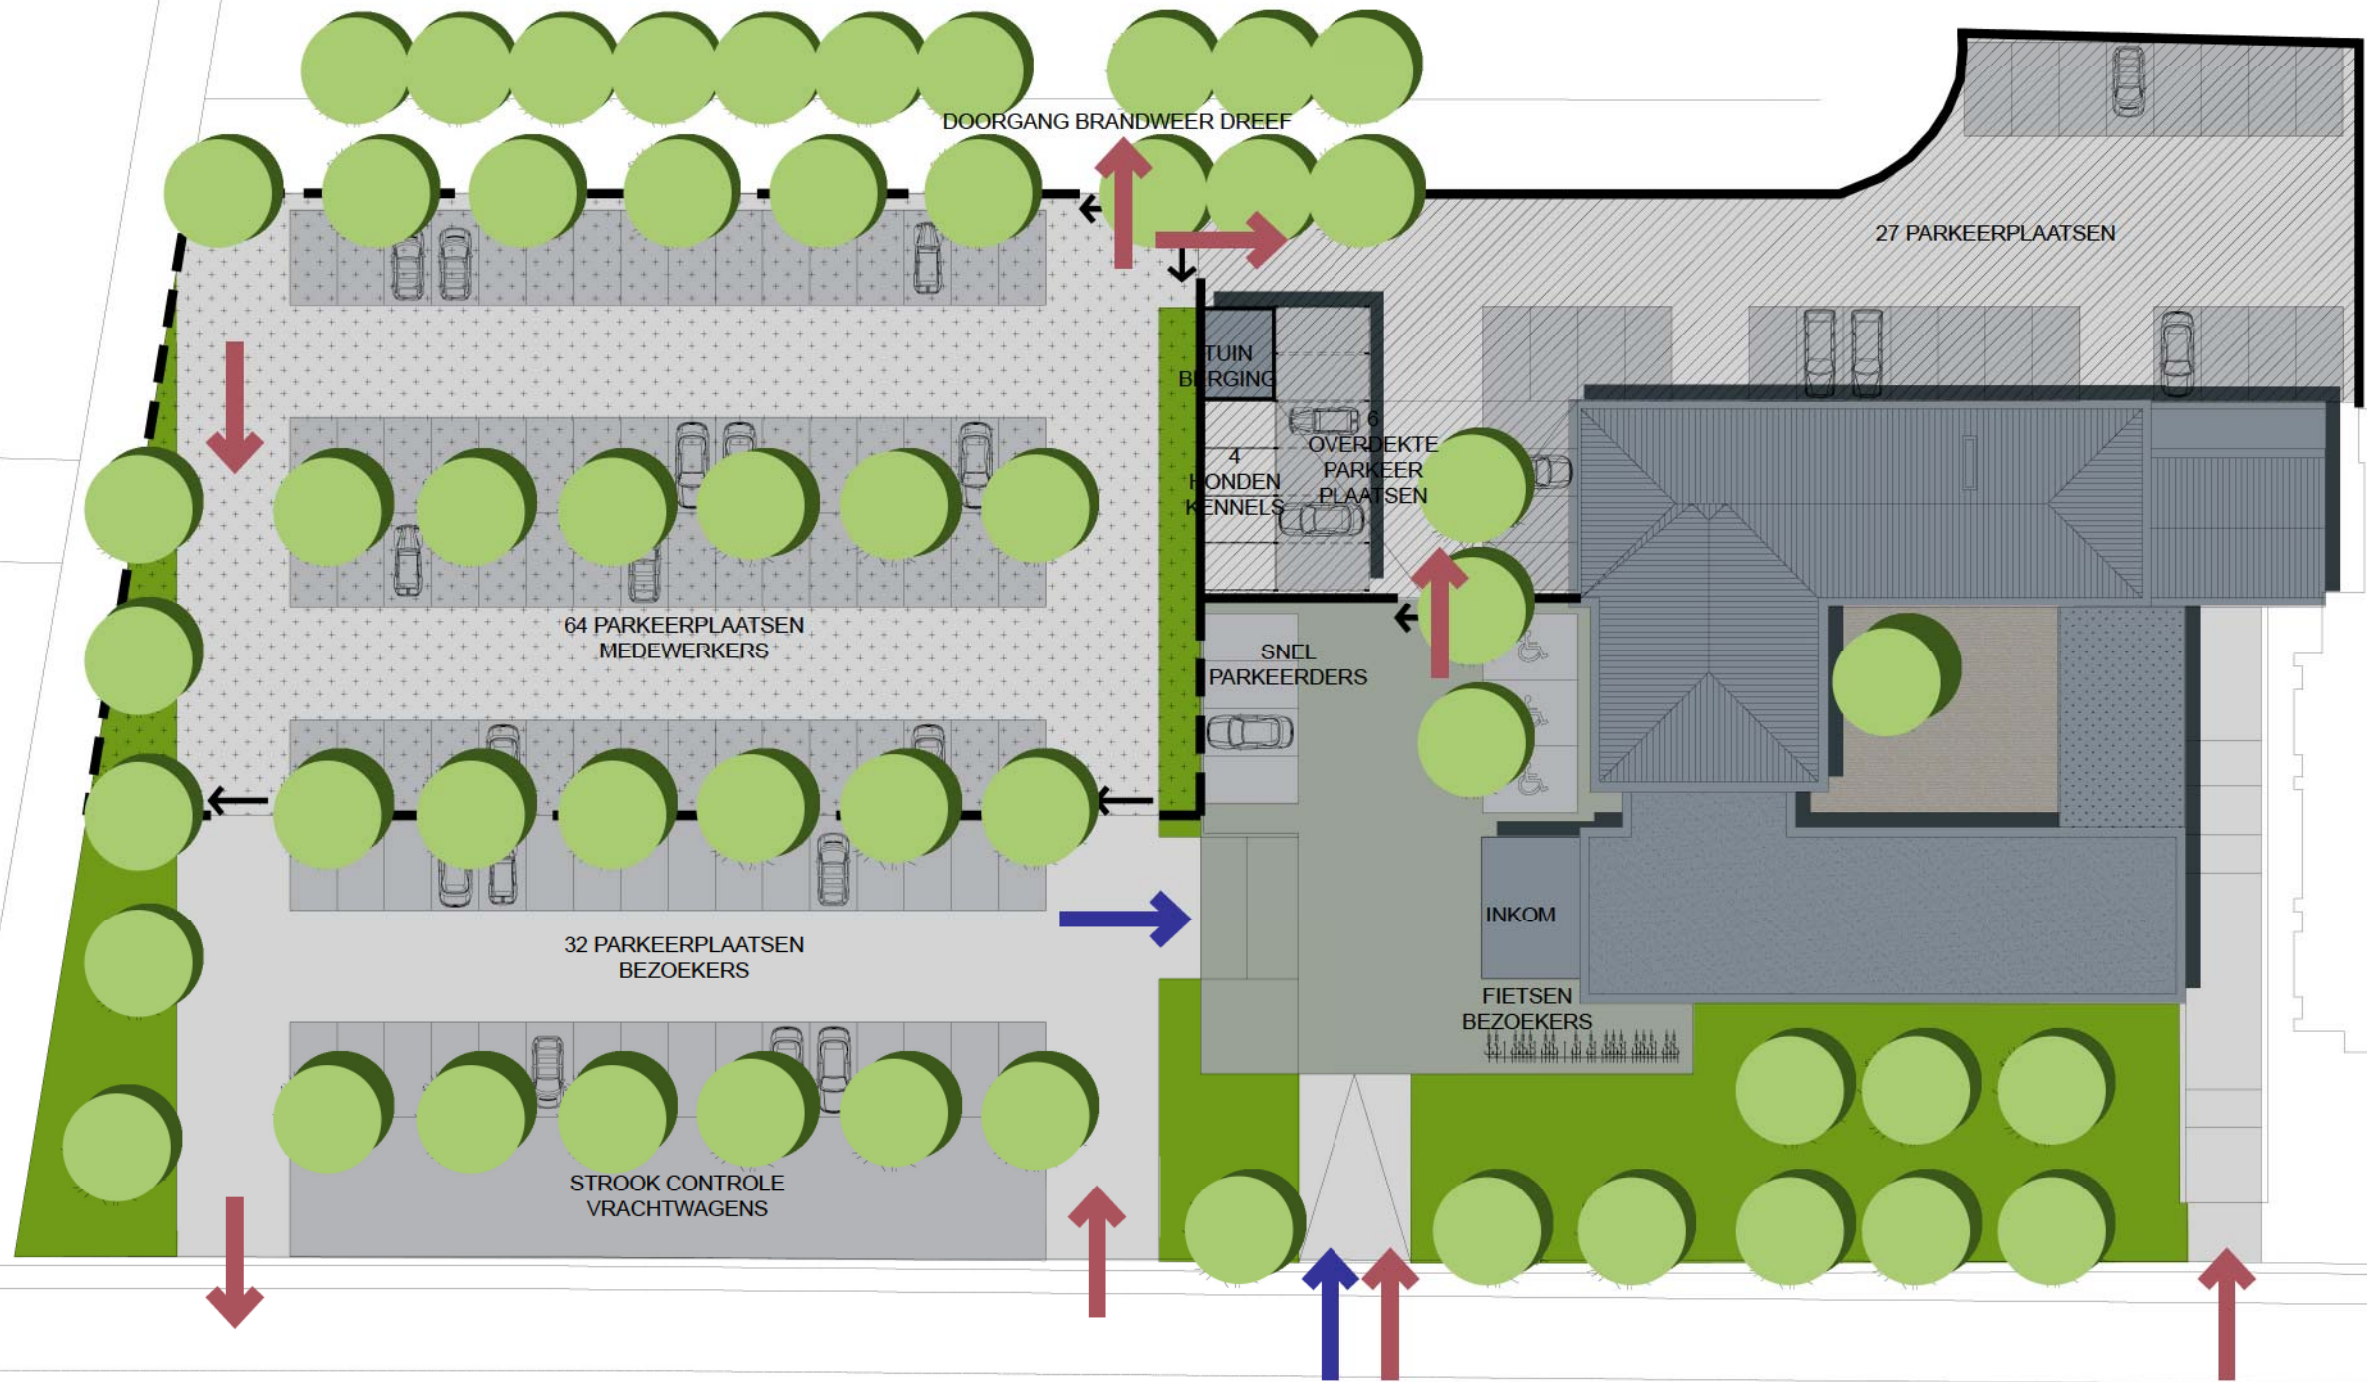 DOORGANG BRANDWEER DREEF
27 PARKEERPLAATSEN
TUIN
BERGING
6
OVERDEKTE
PARKEER
PLAATSEN
4
HONDEN
KENNELS
64 PARKEERPLAATSEN
MEDEWERKERS
SNEL
PARKEERDERS
INKOM
32 PARKEERPLAATSEN
BEZOEKERS
FIETSEN
BEZOEKERS
STROOK CONTROLE
VRACHTWAGENS